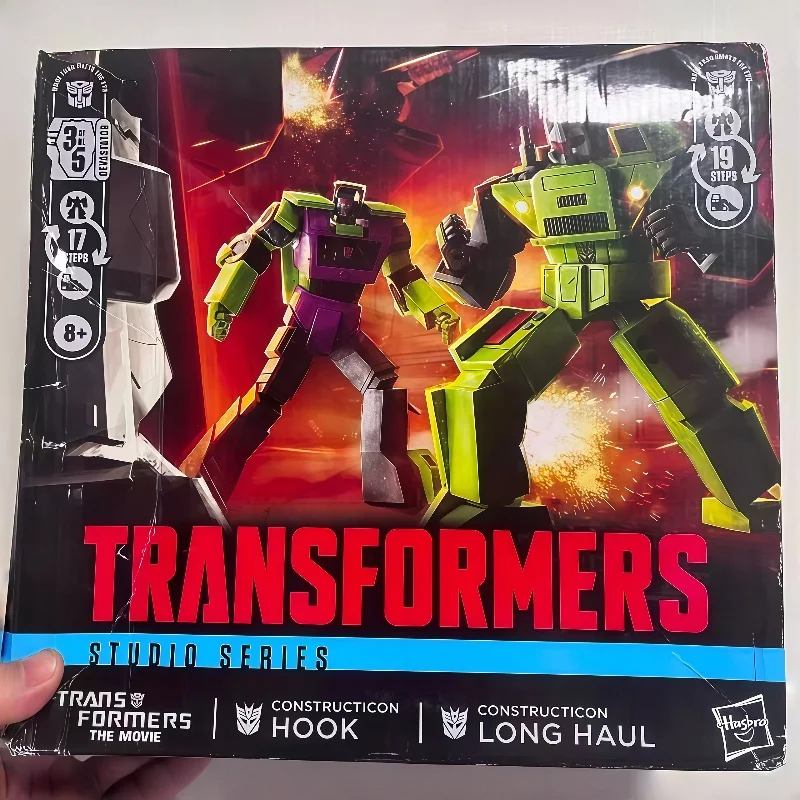 3
5
DEVASTATOR
17
STEPS
8+
19
STEPS
TRANSFORMERS
STUDIO SERIES
TRANS
FORMERS
THE MOVIE
CONSTRUCTICON
HOOK
CONSTRUCTICON
LONG HAUL
Hasbro